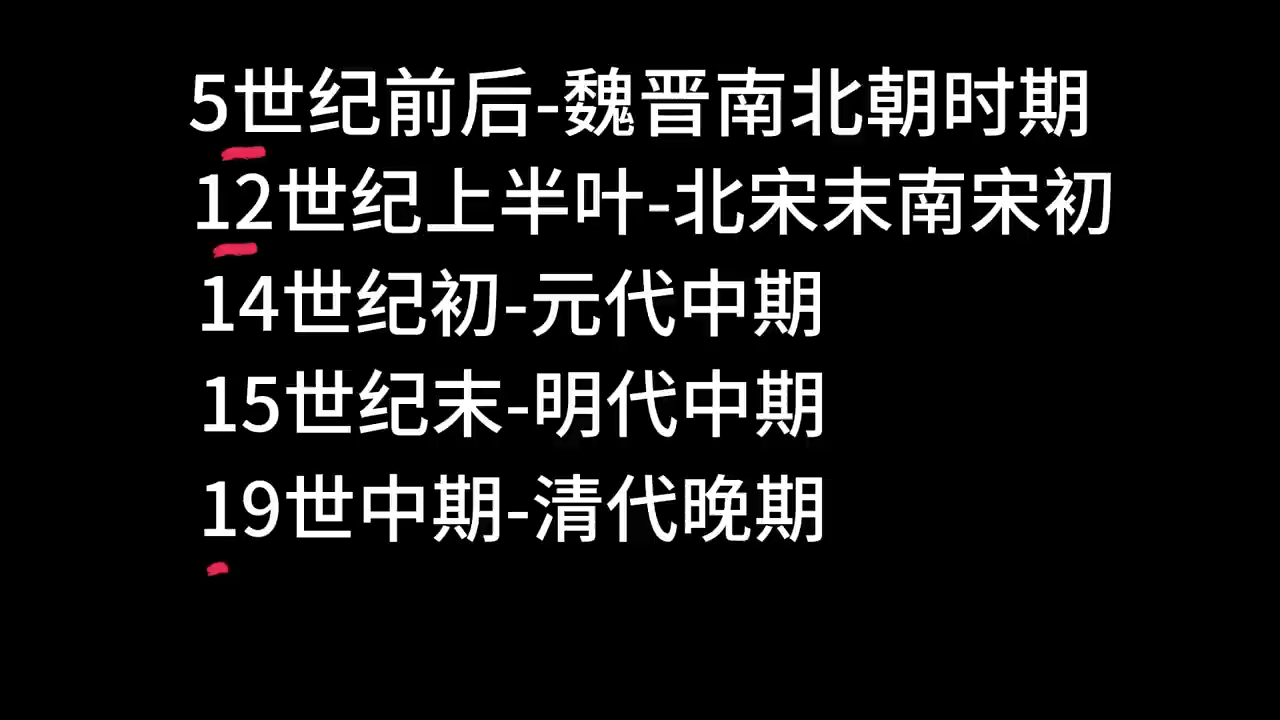 5世纪前后-魏晋南北朝时期
12世纪上半叶-北宋末南宋初
14世纪初-元代中期
15世纪末-明代中期
19世中期-清代晚期